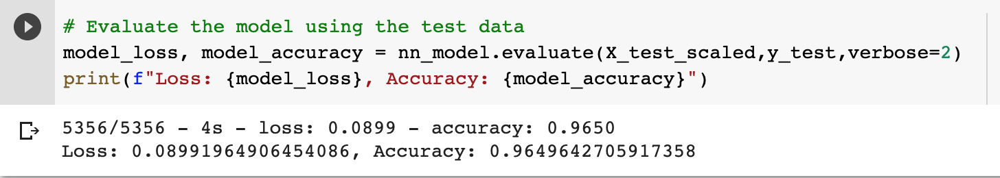 # Evaluate the model using the test data
model_loss, model_accuracy = nn_model.evaluate(X_test_scaled,y_test,verbose=2)
print(f"Loss: {model_loss}, Accuracy: {model_accuracy}")
5356/5356 - 4s - loss: 0.0899 - accuracy: 0.9650
Loss: 0.08991964906454086, Accuracy: 0.9649642705917358